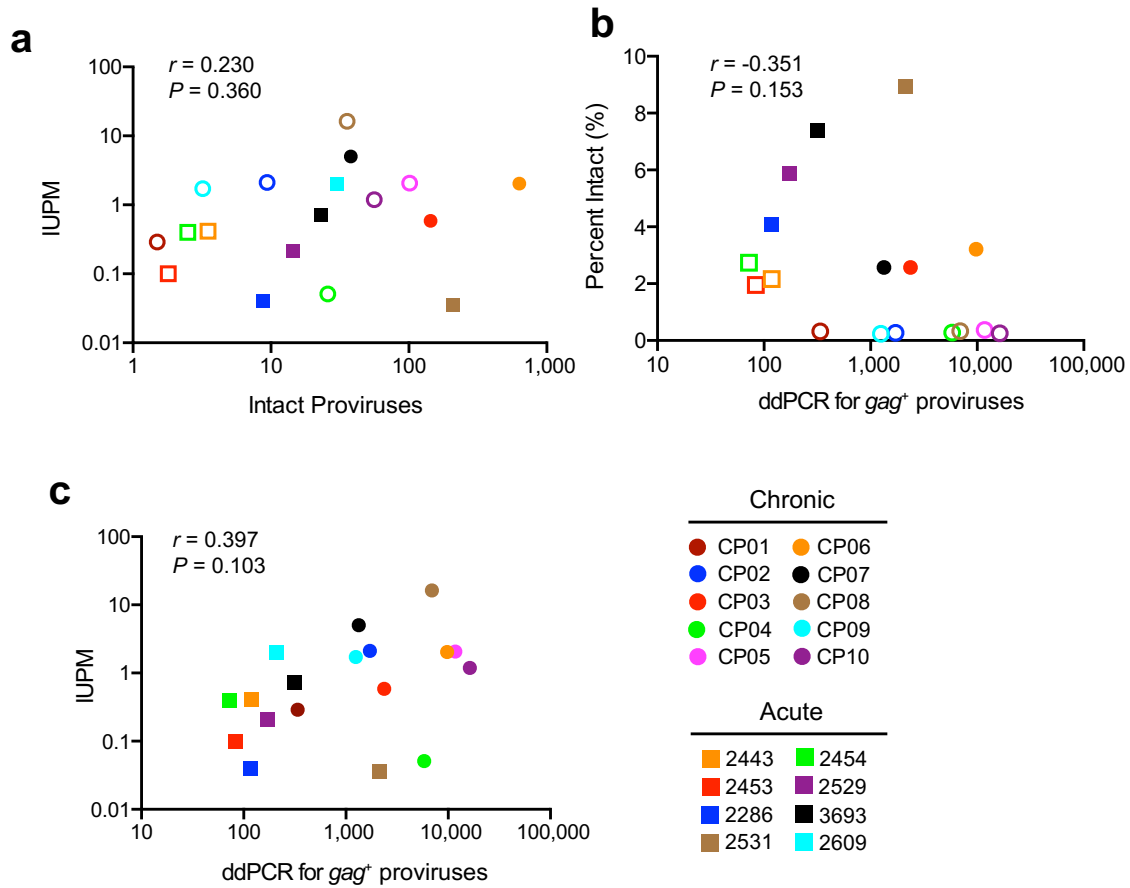 a
r = 0.230
P = 0.360
100
10
1
0.1
0.01
IUPM
1
10
100
1,000
Intact Proviruses
b
r = -0.351
P = 0.153
10
8
6
4
2
0
Percent Intact (%)
10
100
1,000
10,000
100,000
ddPCR for gag⁺ proviruses
c
r = 0.397
P = 0.103
100
10
1
0.1
0.01
IUPM
10
100
1,000
10,000
100,000
ddPCR for gag⁺ proviruses
Chronic
CP01 CP06
CP02 CP07
CP03 CP08
CP04 CP09
CP05 CP10
Acute
2443 2454
2453 2529
2286 3693
2531 2609